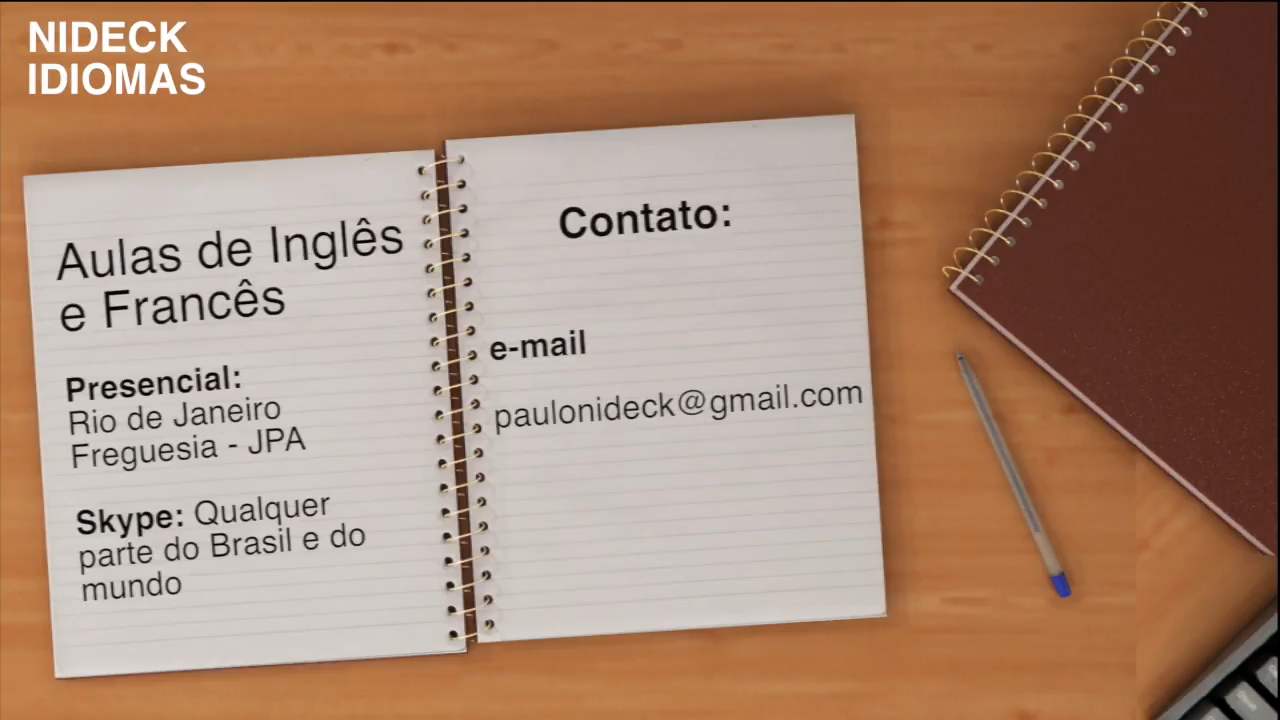 NIDECK
IDIOMAS
Aulas de Inglês
e Francês
Presencial:
Rio de Janeiro
Freguesia - JPA
Skype: Qualquer
parte do Brasil e do
mundo
Contato:
e-mail
paulonideck@gmail.com